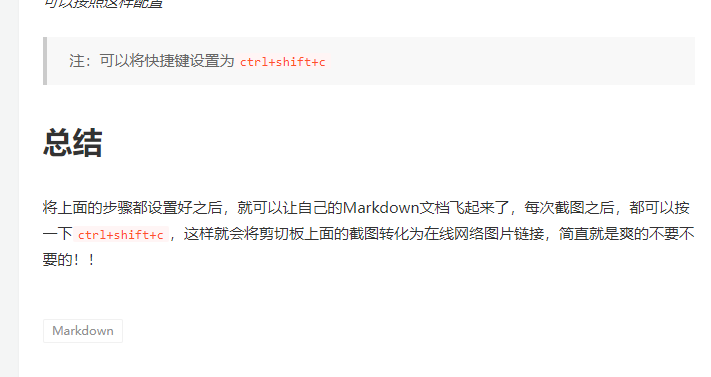 可以按照这样配置
注：可以将快捷键设置为 ctrl+shift+c
总结
将上面的步骤都设置好之后，就可以让自己的Markdown文档飞起来了，每次截图之后，都可以按
一下 ctrl+shift+c ，这样就会将剪切板上面的截图转化为在线网络图片链接，简直就是爽的不要不
要的！！
Markdown